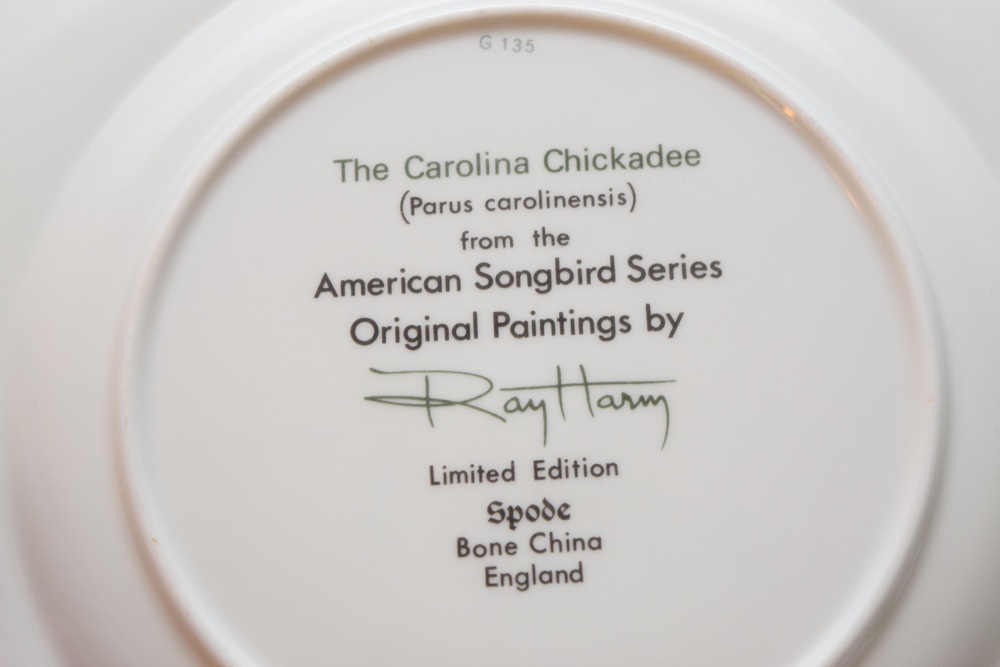 G 135
The Carolina Chickadee
(Parus carolinensis)
from the
American Songbird Series
Original Paintings by
Ray Harm
Limited Edition
Spode
Bone China
England